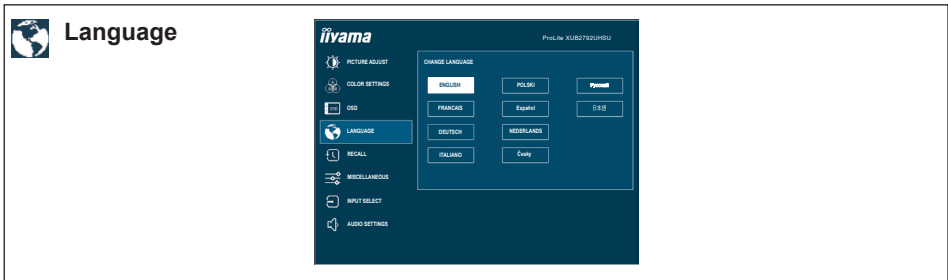 Language
iiyama
ProLite XUB2792UHSU
PICTURE ADJUST
COLOR SETTINGS
OSD
LANGUAGE
RECALL
MISCELLANEOUS
INPUT SELECT
AUDIO SETTINGS
CHANGE LANGUAGE
ENGLISH
POLSKI
Русский
FRANCAIS
Español
日本語
DEUTSCH
NEDERLANDS
ITALIANO
Česky